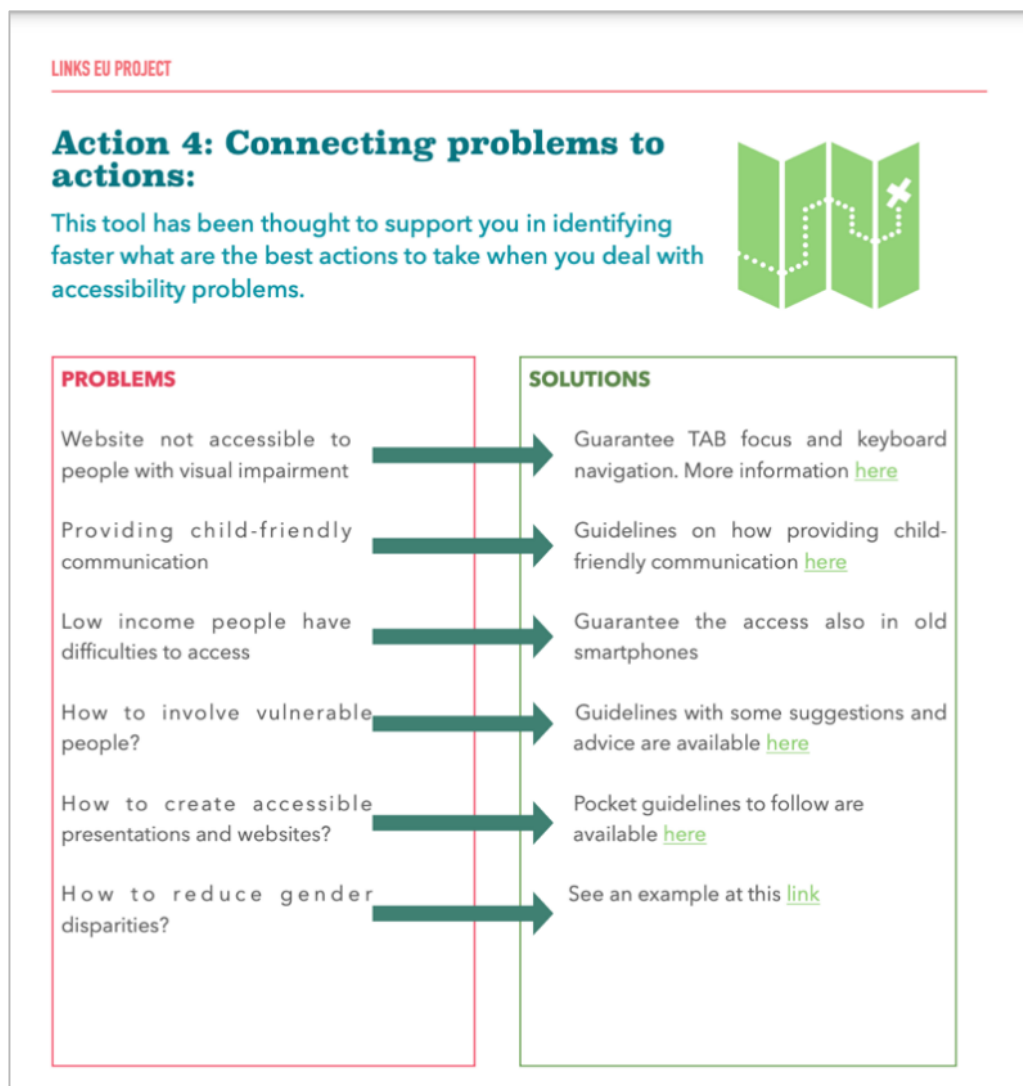 LINKS EU PROJECT
Action 4: Connecting problems to
actions:
This tool has been thought to support you in identifying
faster what are the best actions to take when you deal with
accessibility problems.
PROBLEMS
Website not accessible to
people with visual impairment
Providing child-friendly
communication
Low income people have
difficulties to access
How to involve vulnerable
people?
How to create accessible
presentations and websites?
How to reduce gender
disparities?
SOLUTIONS
Guarantee TAB focus and keyboard
navigation. More information here
Guidelines on how providing child-
friendly communication here
Guarantee the access also in old
smartphones
Guidelines with some suggestions and
advice are available here
Pocket guidelines to follow are
available here
See an example at this link